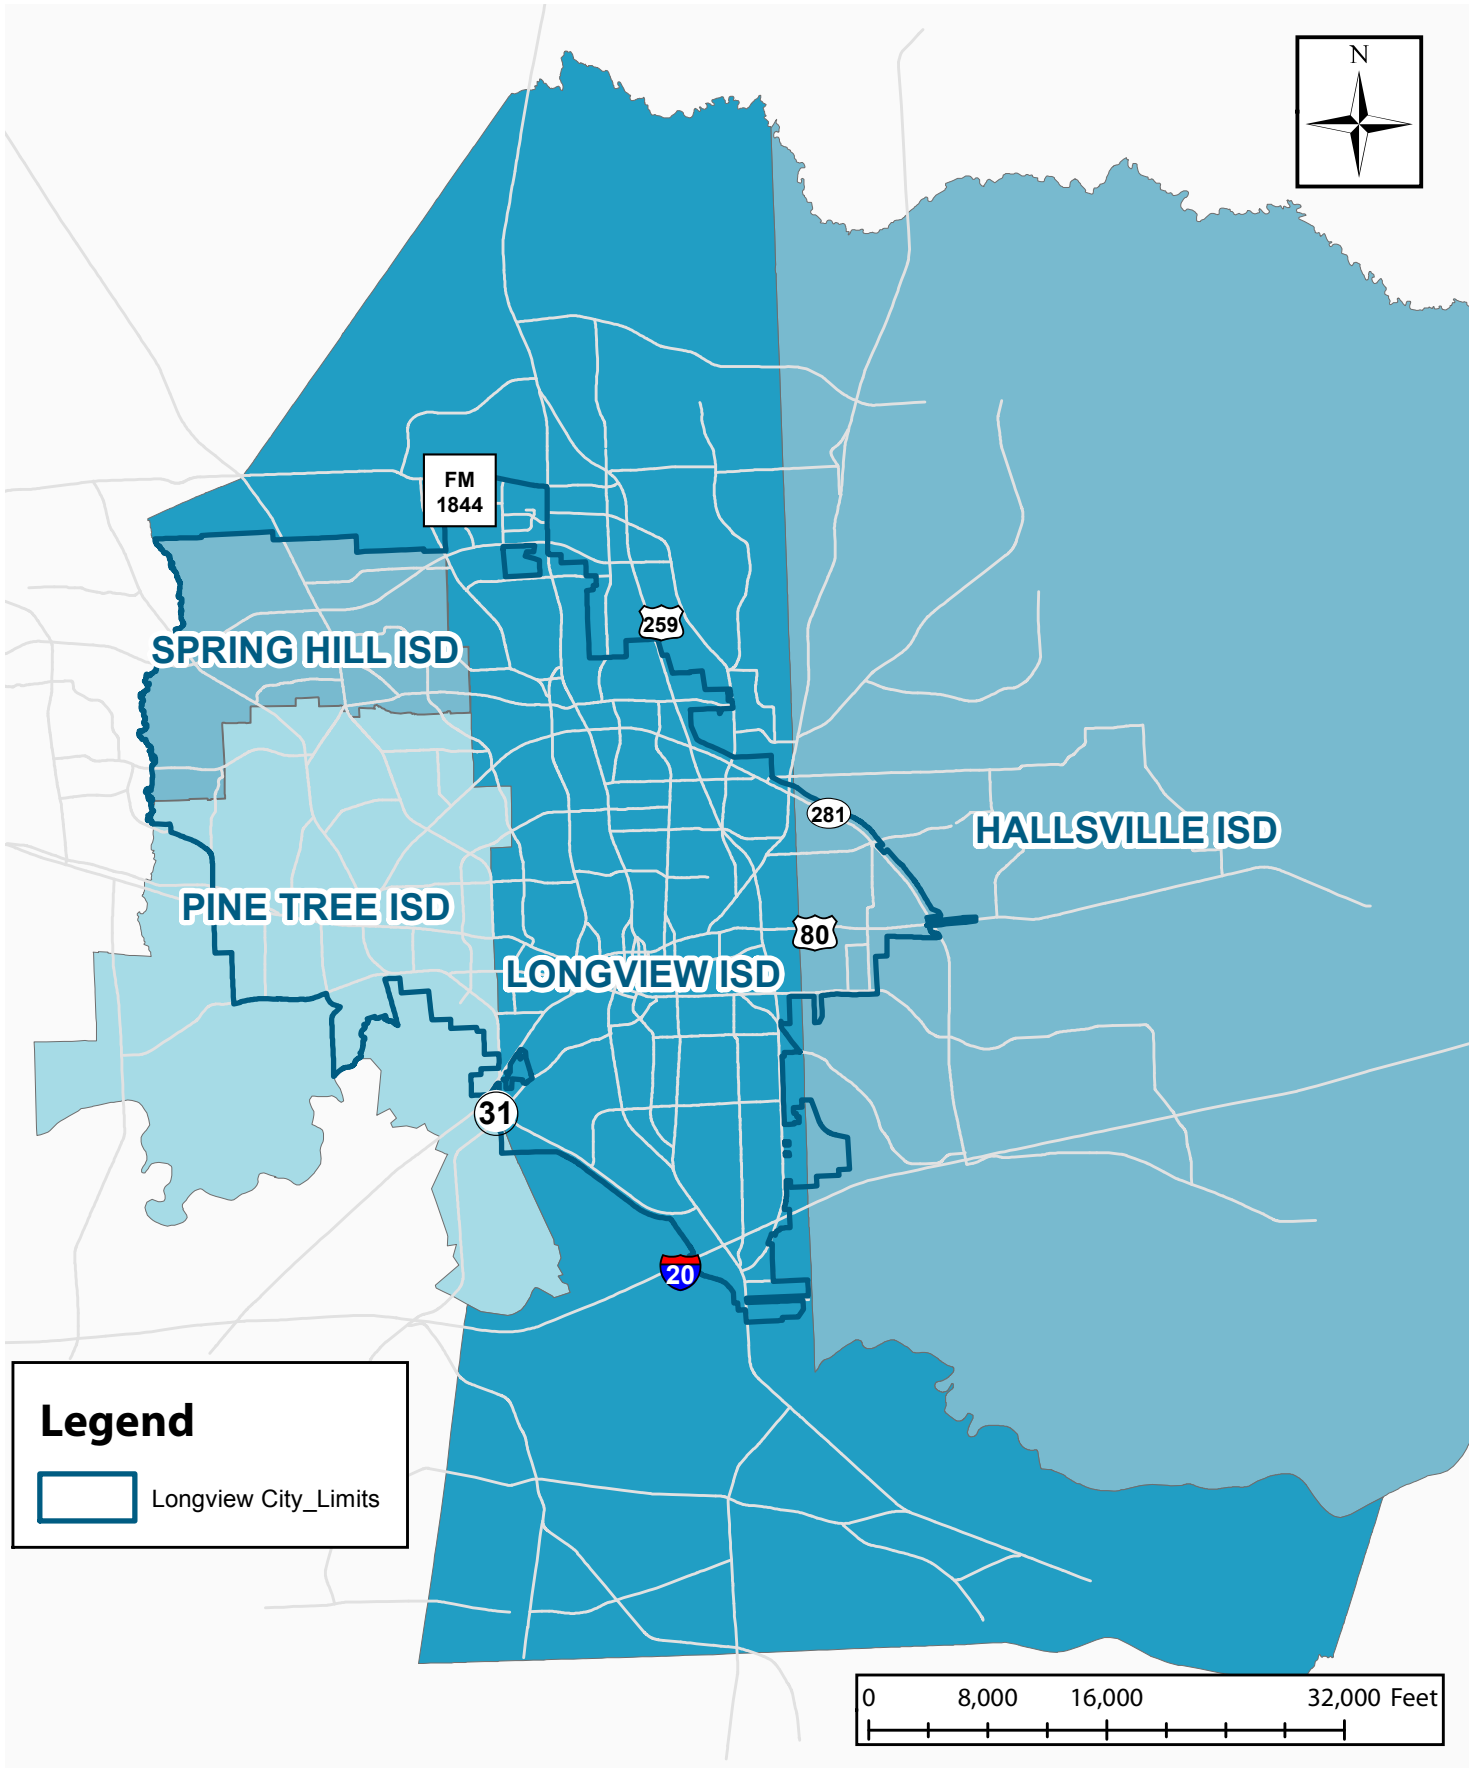 N
FM
1844
259
SPRING HILL ISD
281
HALLSVILLE ISD
PINE TREE ISD
80
LONGVIEW ISD
31
20
Legend
Longview City_Limits
0 8,000 16,000 32,000 Feet